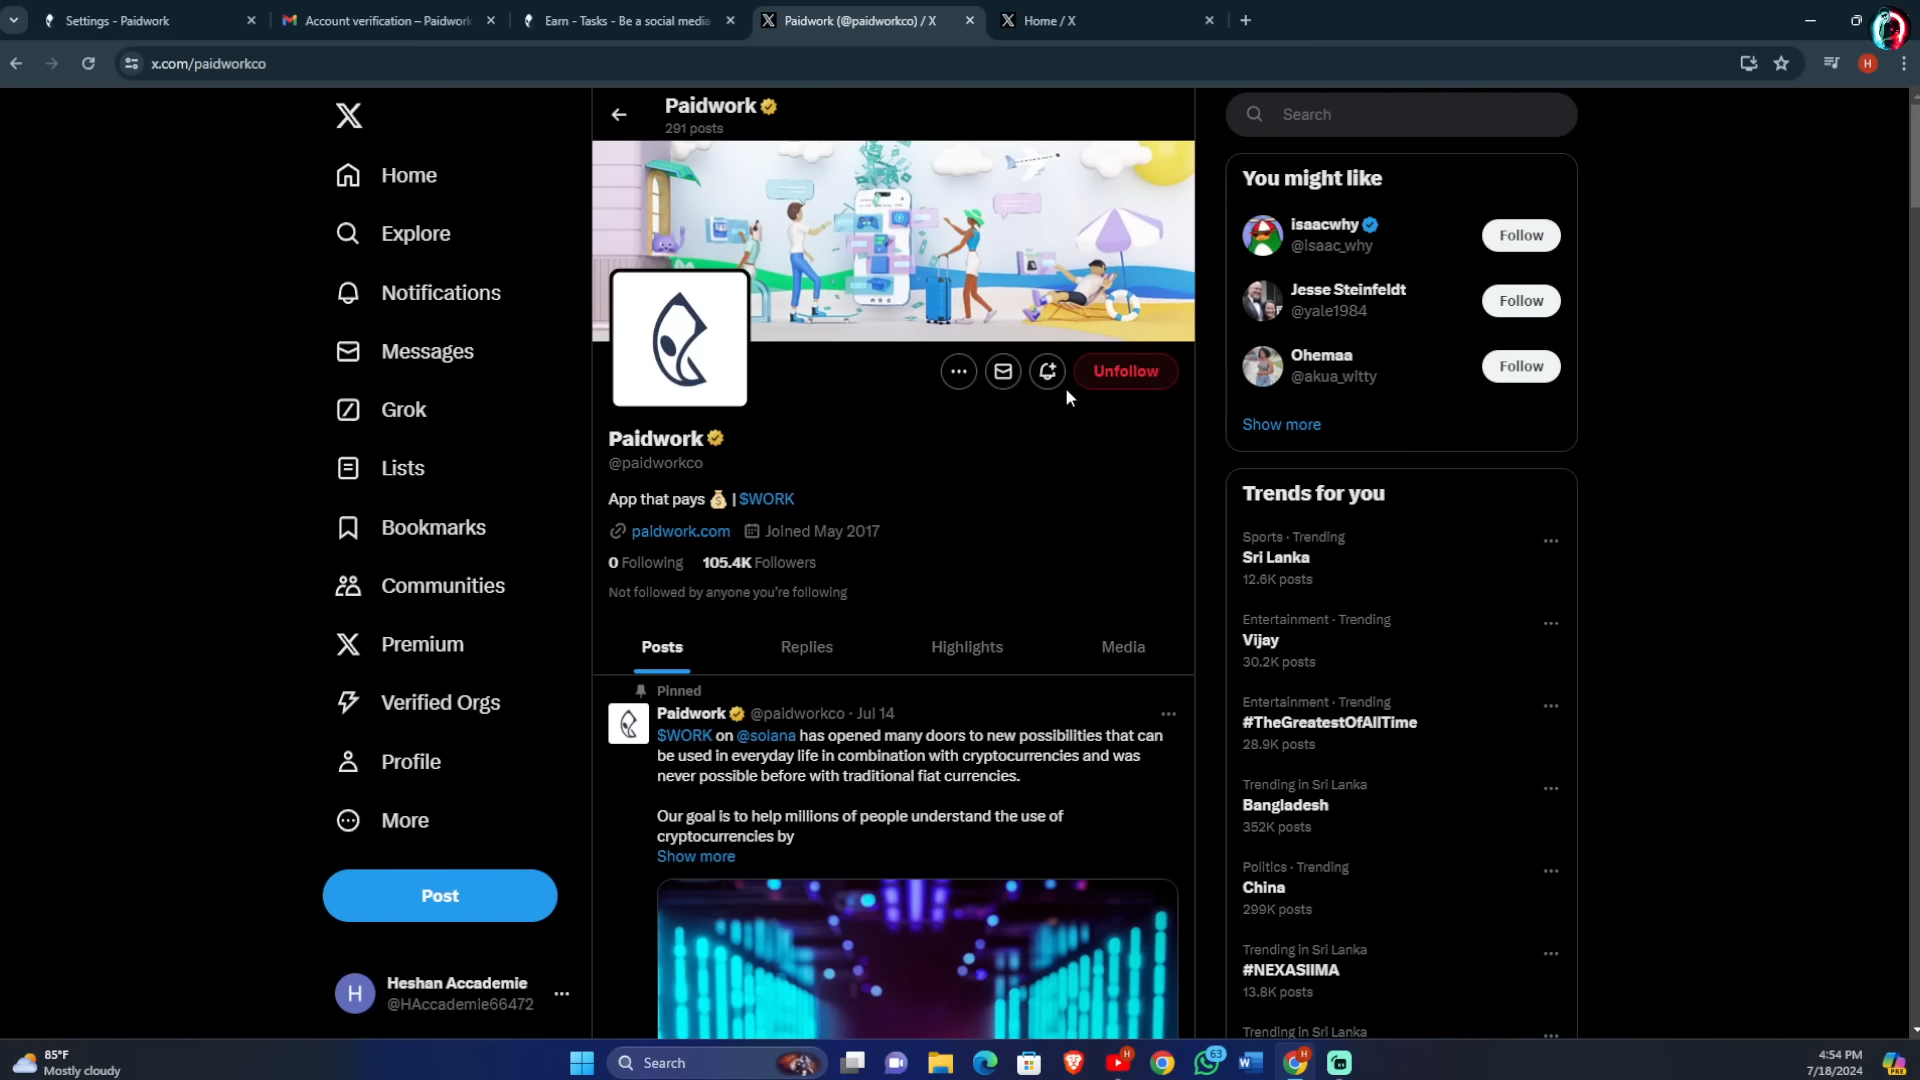 Settings - Paidwork
Account verification – Paidwork
Earn - Tasks - Be a social media
Paidwork (@paidworkco) / X
Home / X
x.com/paidworkco
H
Paidwork
291 posts
Search
Home
Explore
Notifications
Messages
Grok
Lists
Bookmarks
Communities
Premium
Verified Orgs
Profile
More
Post
Heshan Accademie
@HAccademie66472
H
Unfollow
Paidwork
@paidworkco
App that pays 💰 | $WORK
paidwork.com Joined May 2017
0 Following 105.4K Followers
Not followed by anyone you're following
Posts Replies Highlights Media
Pinned
Paidwork @paidworkco · Jul 14
$WORK on @solana has opened many doors to new possibilities that can
be used in everyday life in combination with cryptocurrencies and was
never possible before with traditional fiat currencies.
Our goal is to help millions of people understand the use of
cryptocurrencies by
Show more
You might like
isaacwhy
@isaac_why
Follow
Jesse Steinfeldt
@yale1984
Follow
Ohemaa
@akua_witty
Follow
Show more
Trends for you
Sports · Trending
Sri Lanka
12.6K posts
Entertainment · Trending
Vijay
30.2K posts
Entertainment · Trending
#TheGreatestOfAllTime
28.9K posts
Trending in Sri Lanka
Bangladesh
352K posts
Politics · Trending
China
299K posts
Trending in Sri Lanka
#NEXASIIMA
13.8K posts
Trending in Sri Lanka
85°F
Mostly cloudy
Search
H
63
H
4:54 PM
7/18/2024
PRE